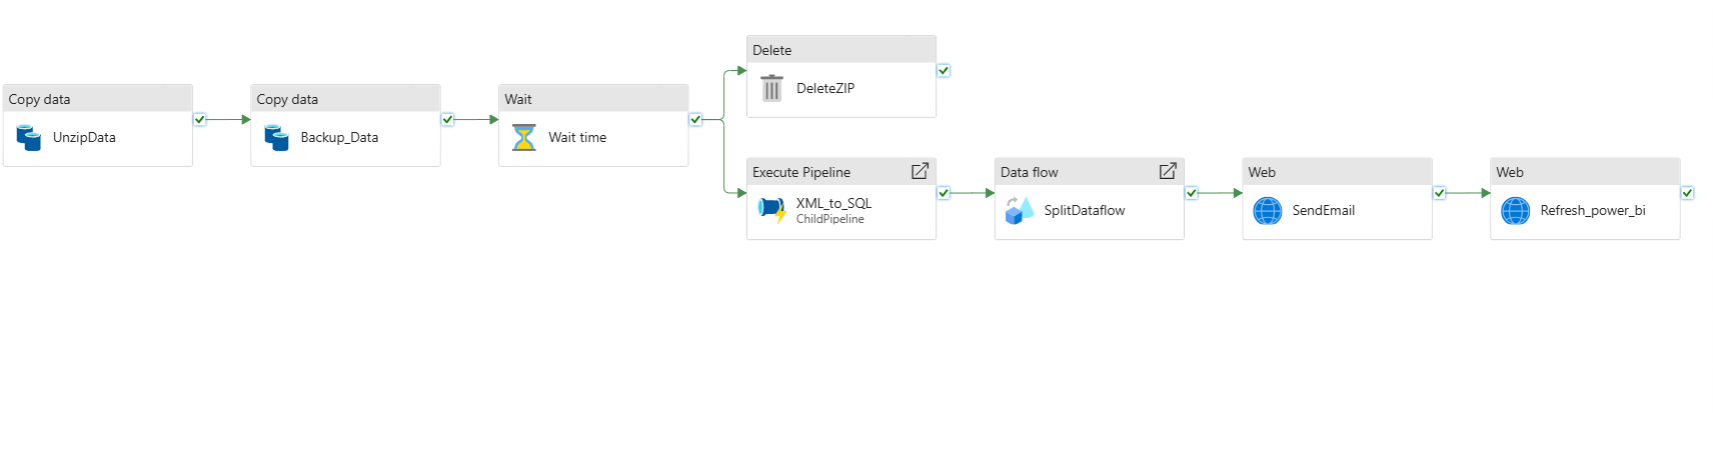 Copy data
UnzipData
Copy data
Backup_Data
Wait
Wait time
Delete
DeleteZIP
Execute Pipeline
XML_to_SQL
ChildPipeline
Data flow
SplitDataflow
Web
SendEmail
Web
Refresh_power_bi